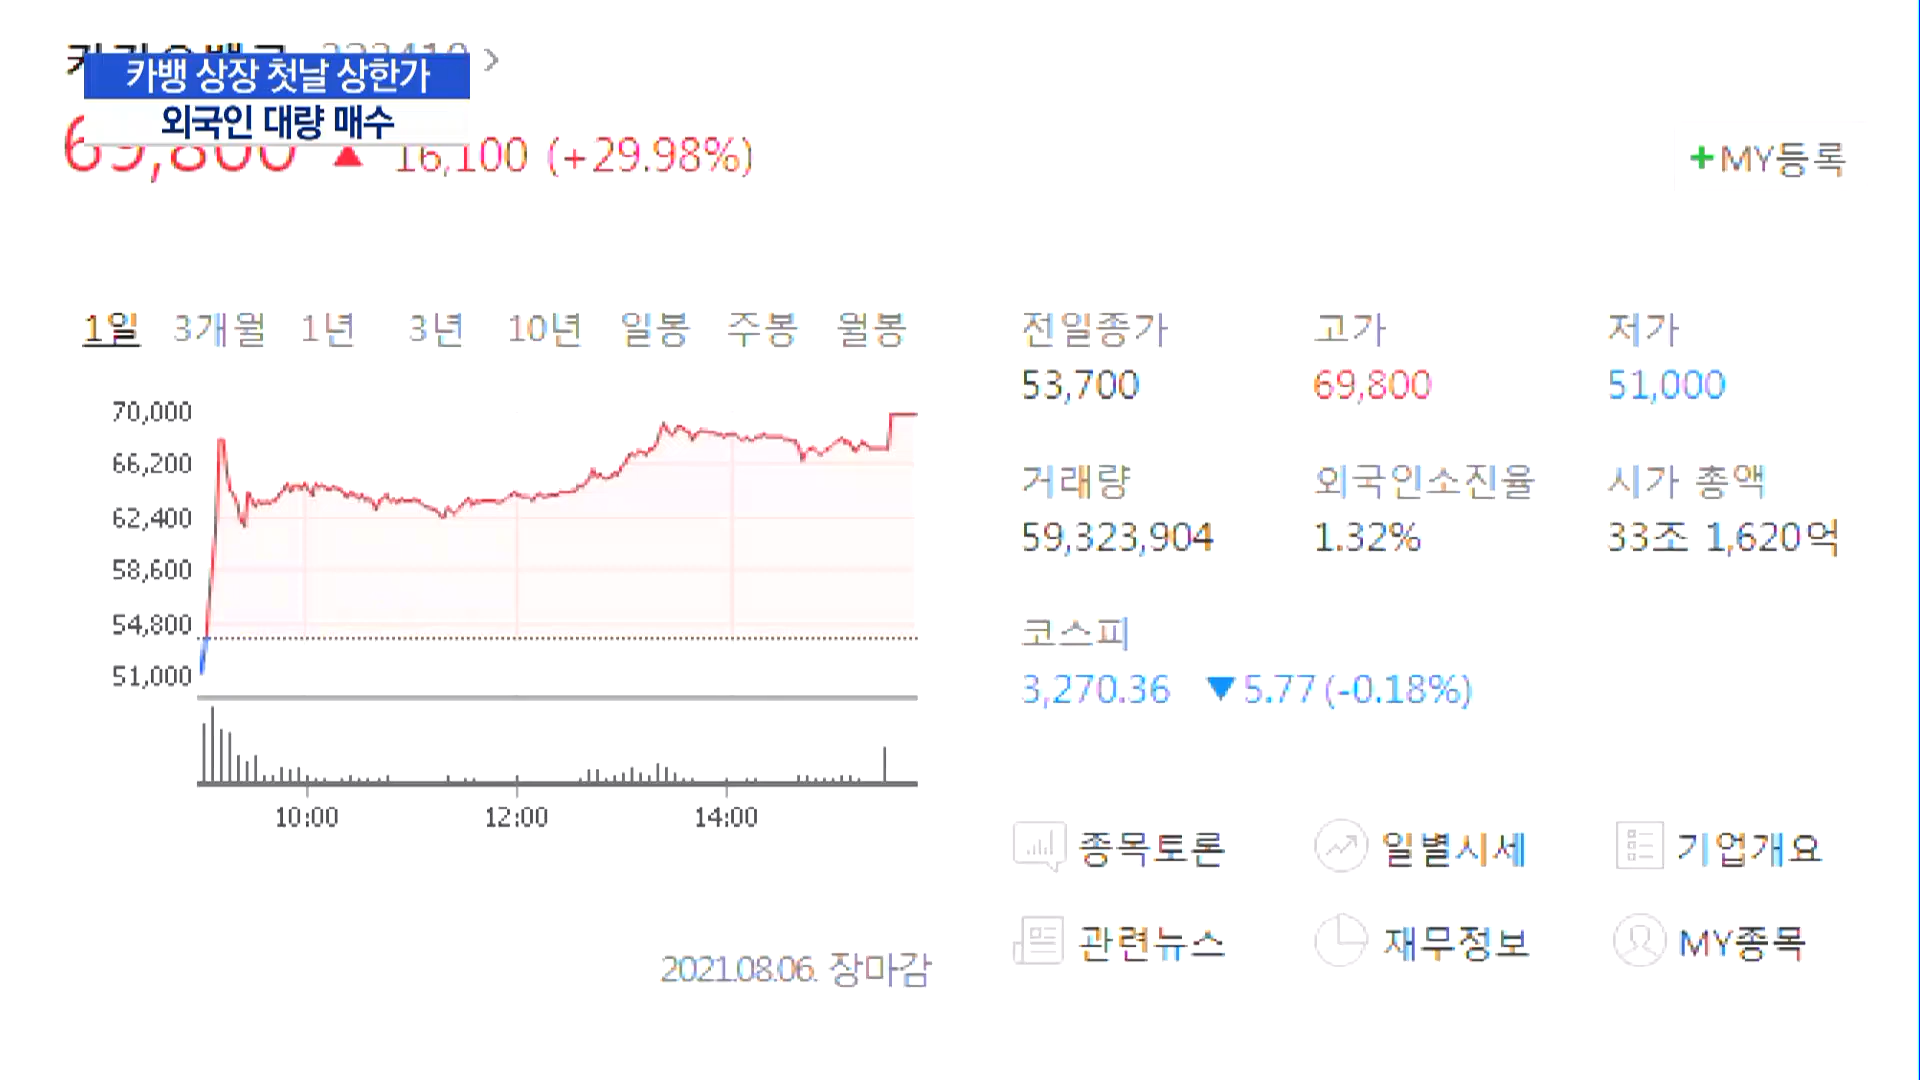 카뱅 상장 첫날 상한가
외국인 대량 매수
69,800 ▲ 16,100 (+29.98%)
+MY등록
1일 3개월 1년 3년 10년 일봉 주봉 월봉
70,000
66,200
62,400
58,600
54,800
51,000
10:00 12:00 14:00
2021.08.06. 장마감
전일종가 고가 저가
53,700 69,800 51,000
거래량 외국인소진율 시가 총액
59,323,904 1.32% 33조 1,620억
코스피
3,270.36 ▼5.77(-0.18%)
종목토론 일별시세 기업개요
관련뉴스 재무정보 MY종목